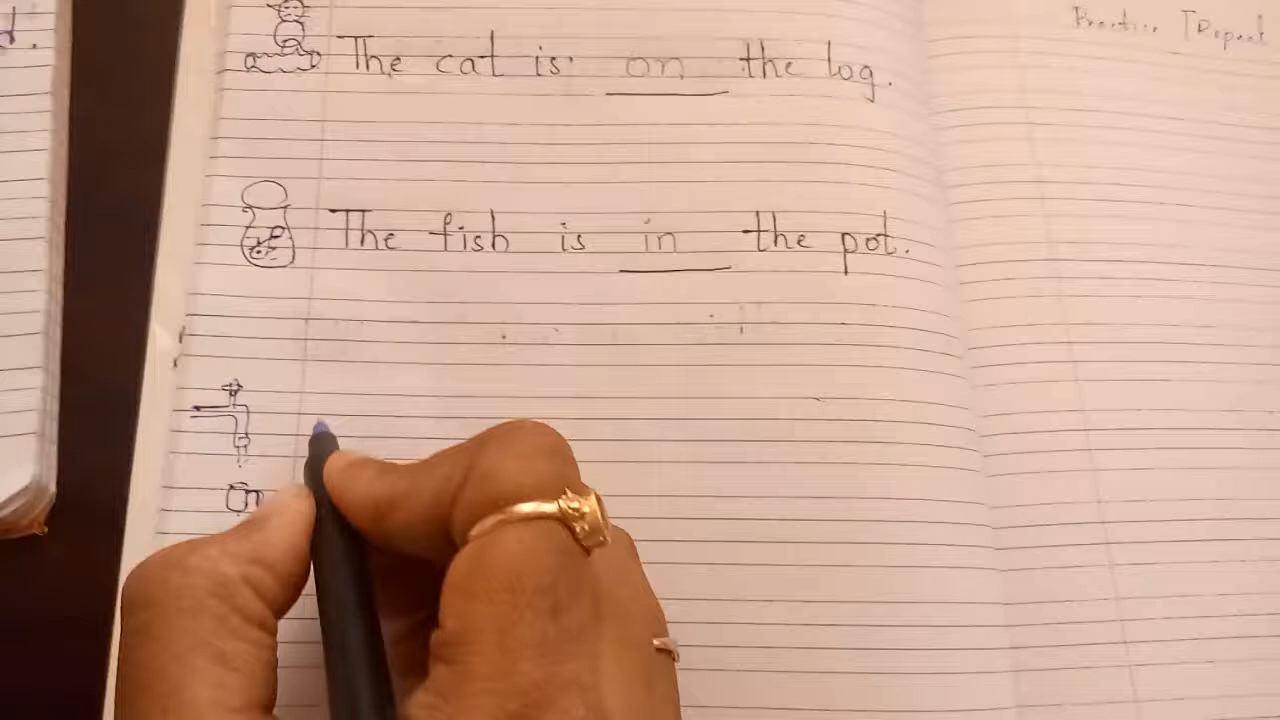 The cat is on the log.
The fish is in the pot.